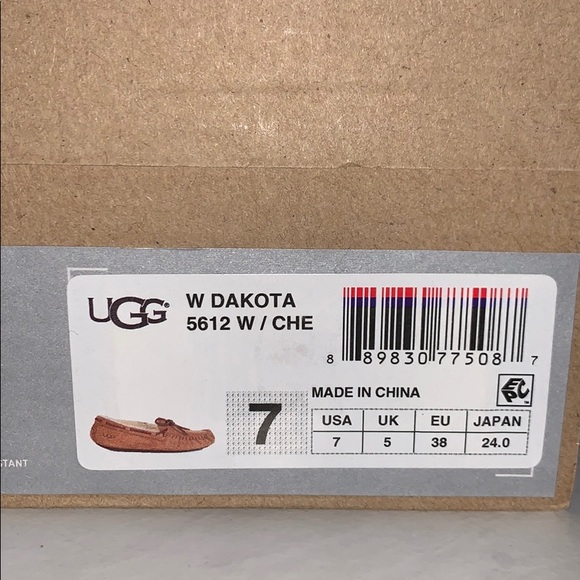 UGG®
W DAKOTA
5612 W / CHE
8 89830 77508 7
7
MADE IN CHINA
EPC™
USA UK EU JAPAN
7 5 38 24.0
STANT